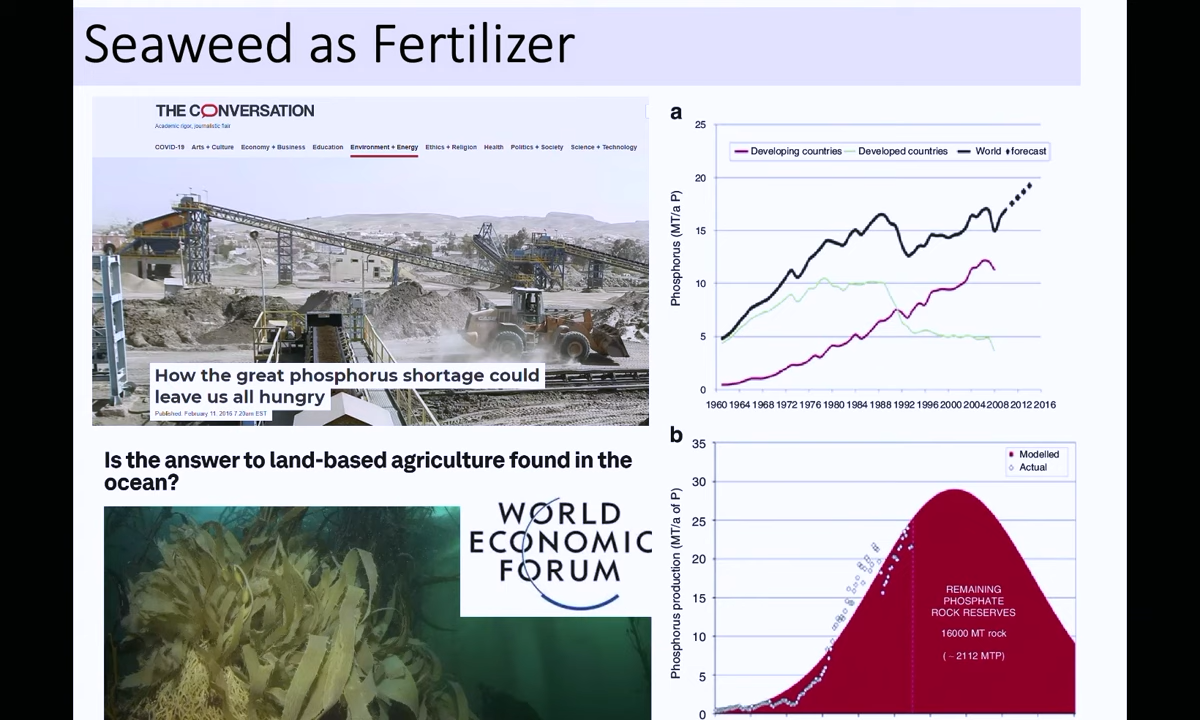 Seaweed as Fertilizer
THE CONVERSATION
Academic rigor, journalistic flair
COVID-19 Arts + Culture Economy + Business Education Environment + Energy Ethics + Religion Health Politics + Society Science + Technology
How the great phosphorus shortage could
leave us all hungry
Published: February 11, 2016 7.20am EST
Is the answer to land-based agriculture found in the
ocean?
WORLD
ECONOMIC
FORUM
a
25
Developing countries Developed countries World forecast
20
15
10
5
0
Phosphorus (MT/a P)
1960 1964 1968 1972 1976 1980 1984 1988 1992 1996 2000 2004 2008 2012 2016
b
35
Modelled
Actual
30
25
20
15
10
5
0
Phosphorus production (MT/a of P)
REMAINING
PHOSPHATE
ROCK RESERVES
16000 MT rock
( ~ 2112 MTP)